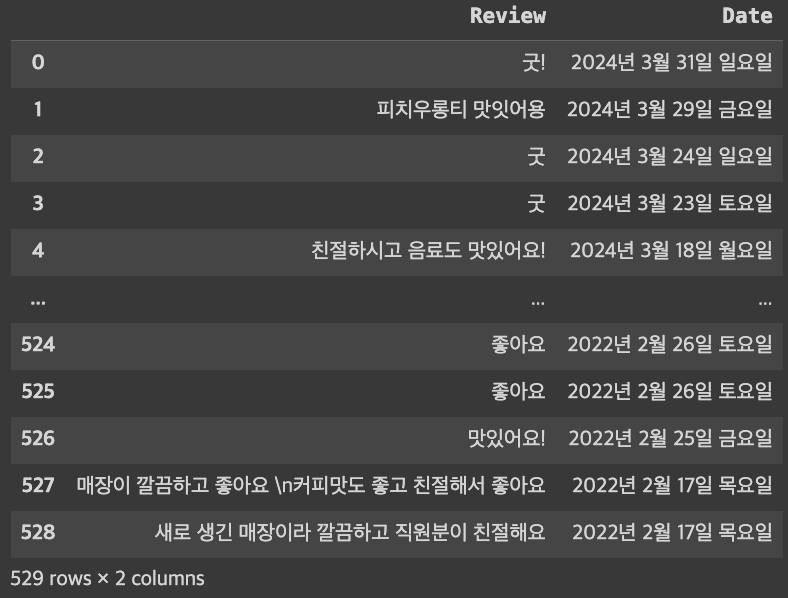 Review Date
0 굿! 2024년 3월 31일 일요일
1 피치우롱티 맛잇어용 2024년 3월 29일 금요일
2 굿 2024년 3월 24일 일요일
3 굿 2024년 3월 23일 토요일
4 친절하시고 음료도 맛있어요! 2024년 3월 18일 월요일
... ... ...
524 좋아요 2022년 2월 26일 토요일
525 좋아요 2022년 2월 26일 토요일
526 맛있어요! 2022년 2월 25일 금요일
527 매장이 깔끔하고 좋아요 \n커피맛도 좋고 친절해서 좋아요 2022년 2월 17일 목요일
528 새로 생긴 매장이라 깔끔하고 직원분이 친절해요 2022년 2월 17일 목요일
529 rows × 2 columns